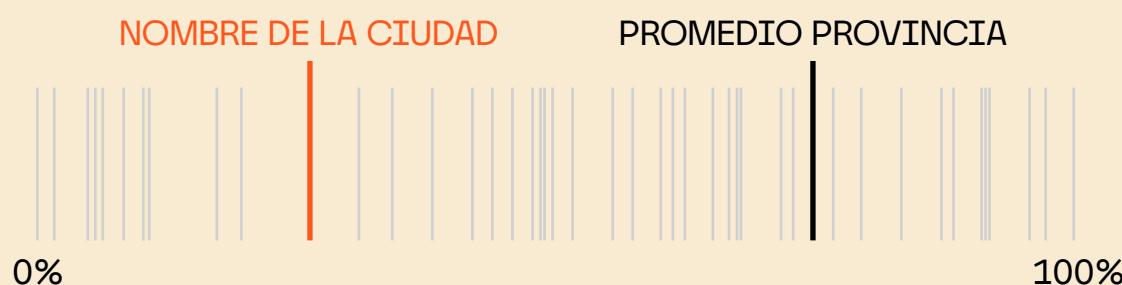 NOMBRE DE LA CIUDAD
PROMEDIO PROVINCIA
0%
100%